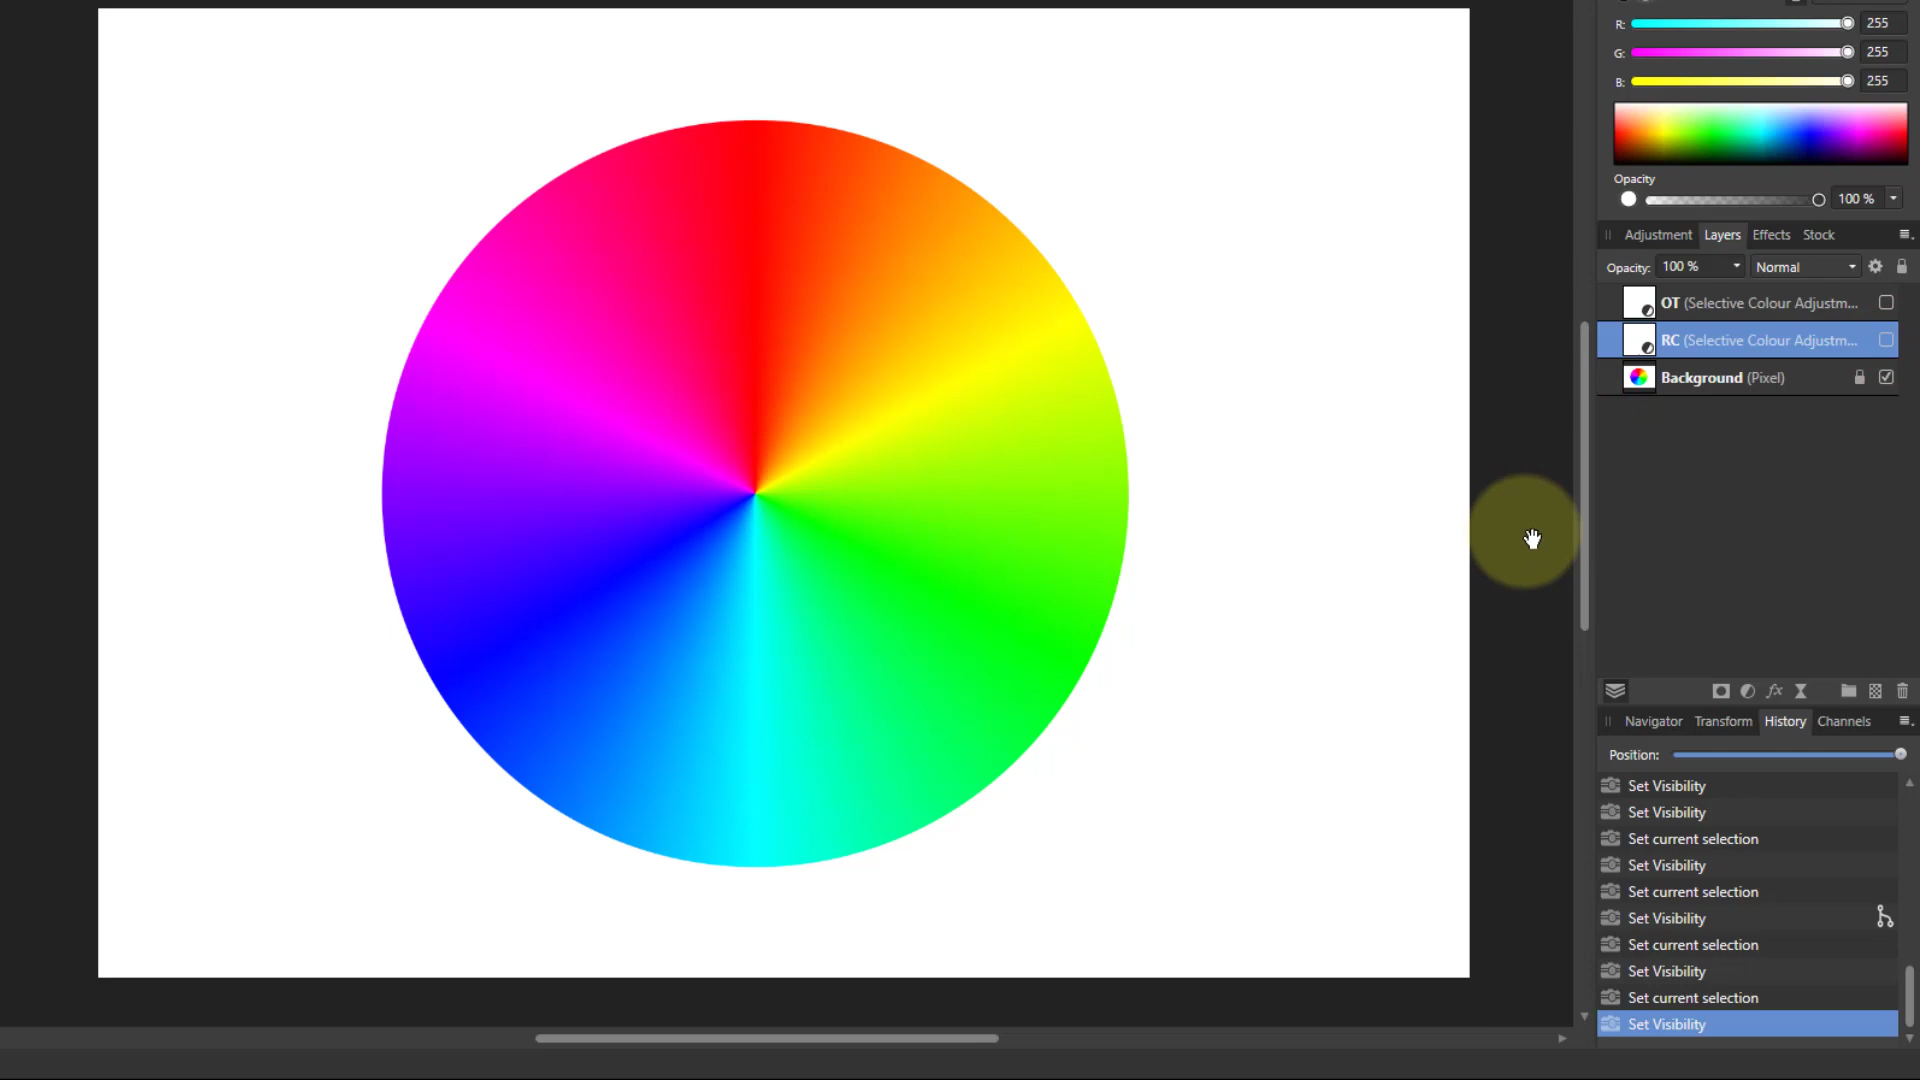 R: 255
G: 255
B: 255
Opacity
100 %
Adjustment Layers Effects Stock
Opacity: 100 % Normal
OT (Selective Colour Adjustm...
RC (Selective Colour Adjustm...
Background (Pixel)
fx
Navigator Transform History Channels
Position:
Set Visibility
Set Visibility
Set current selection
Set Visibility
Set current selection
Set Visibility
Set current selection
Set Visibility
Set current selection
Set Visibility